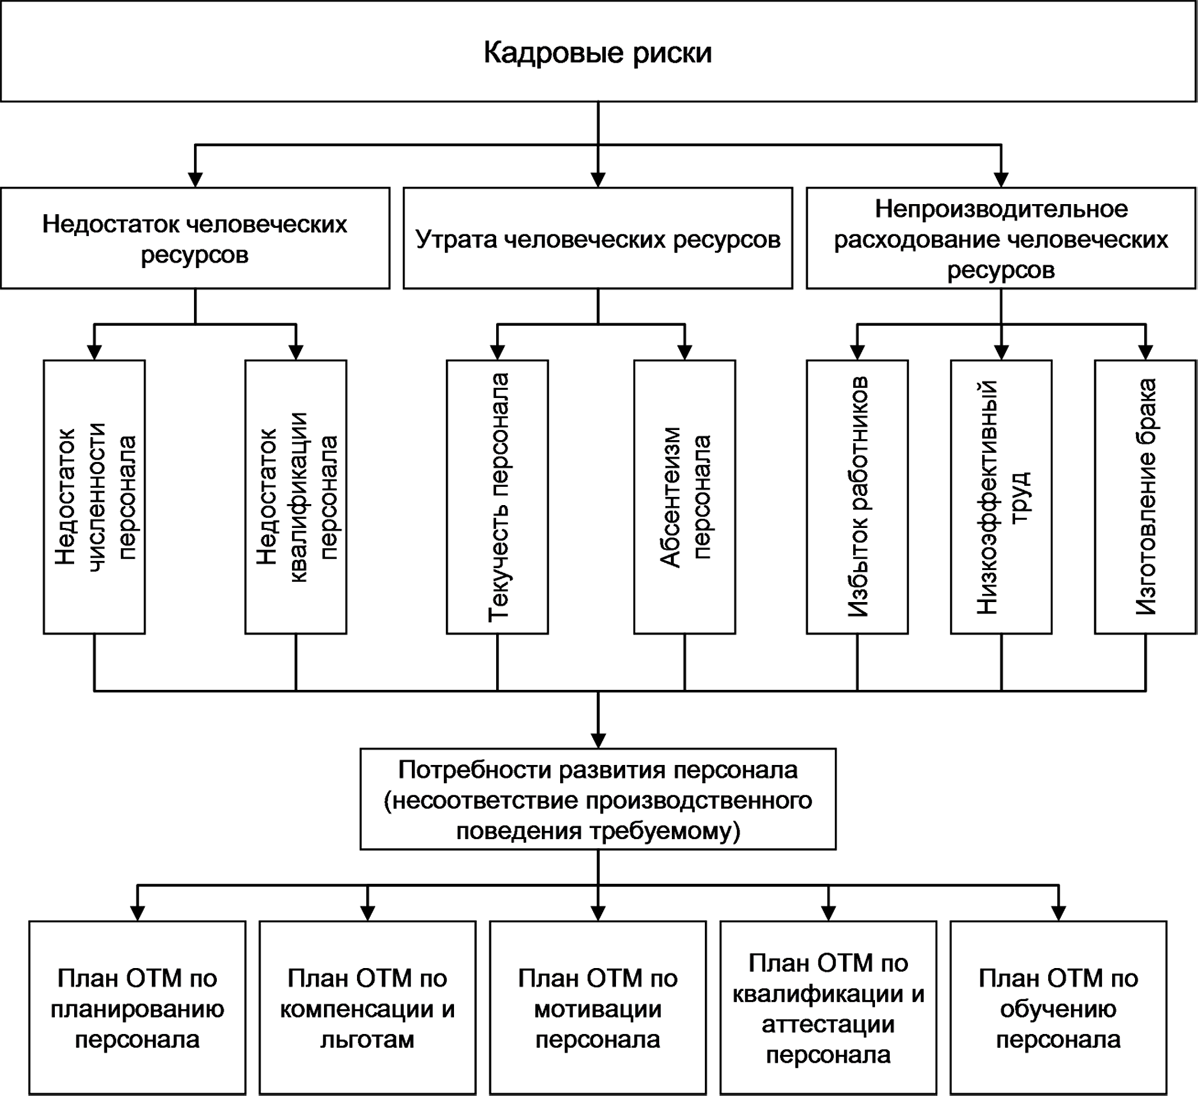 Кадровые риски
Недостаток человеческих
ресурсов
Утрата человеческих ресурсов
Непроизводительное
расходование человеческих
ресурсов
Недостаток
численности
персонала
Недостаток
квалификации
персонала
Текучесть персонала
Абсентеизм
персонала
Избыток работников
Низкоэффективный
труд
Изготовление брака
Потребности развития персонала
(несоответствие производственного
поведения требуемому)
План ОТМ по
планированию
персонала
План ОТМ по
компенсации и
льготам
План ОТМ по
мотивации
персонала
План ОТМ по
квалификации и
аттестации
персонала
План ОТМ по
обучению
персонала